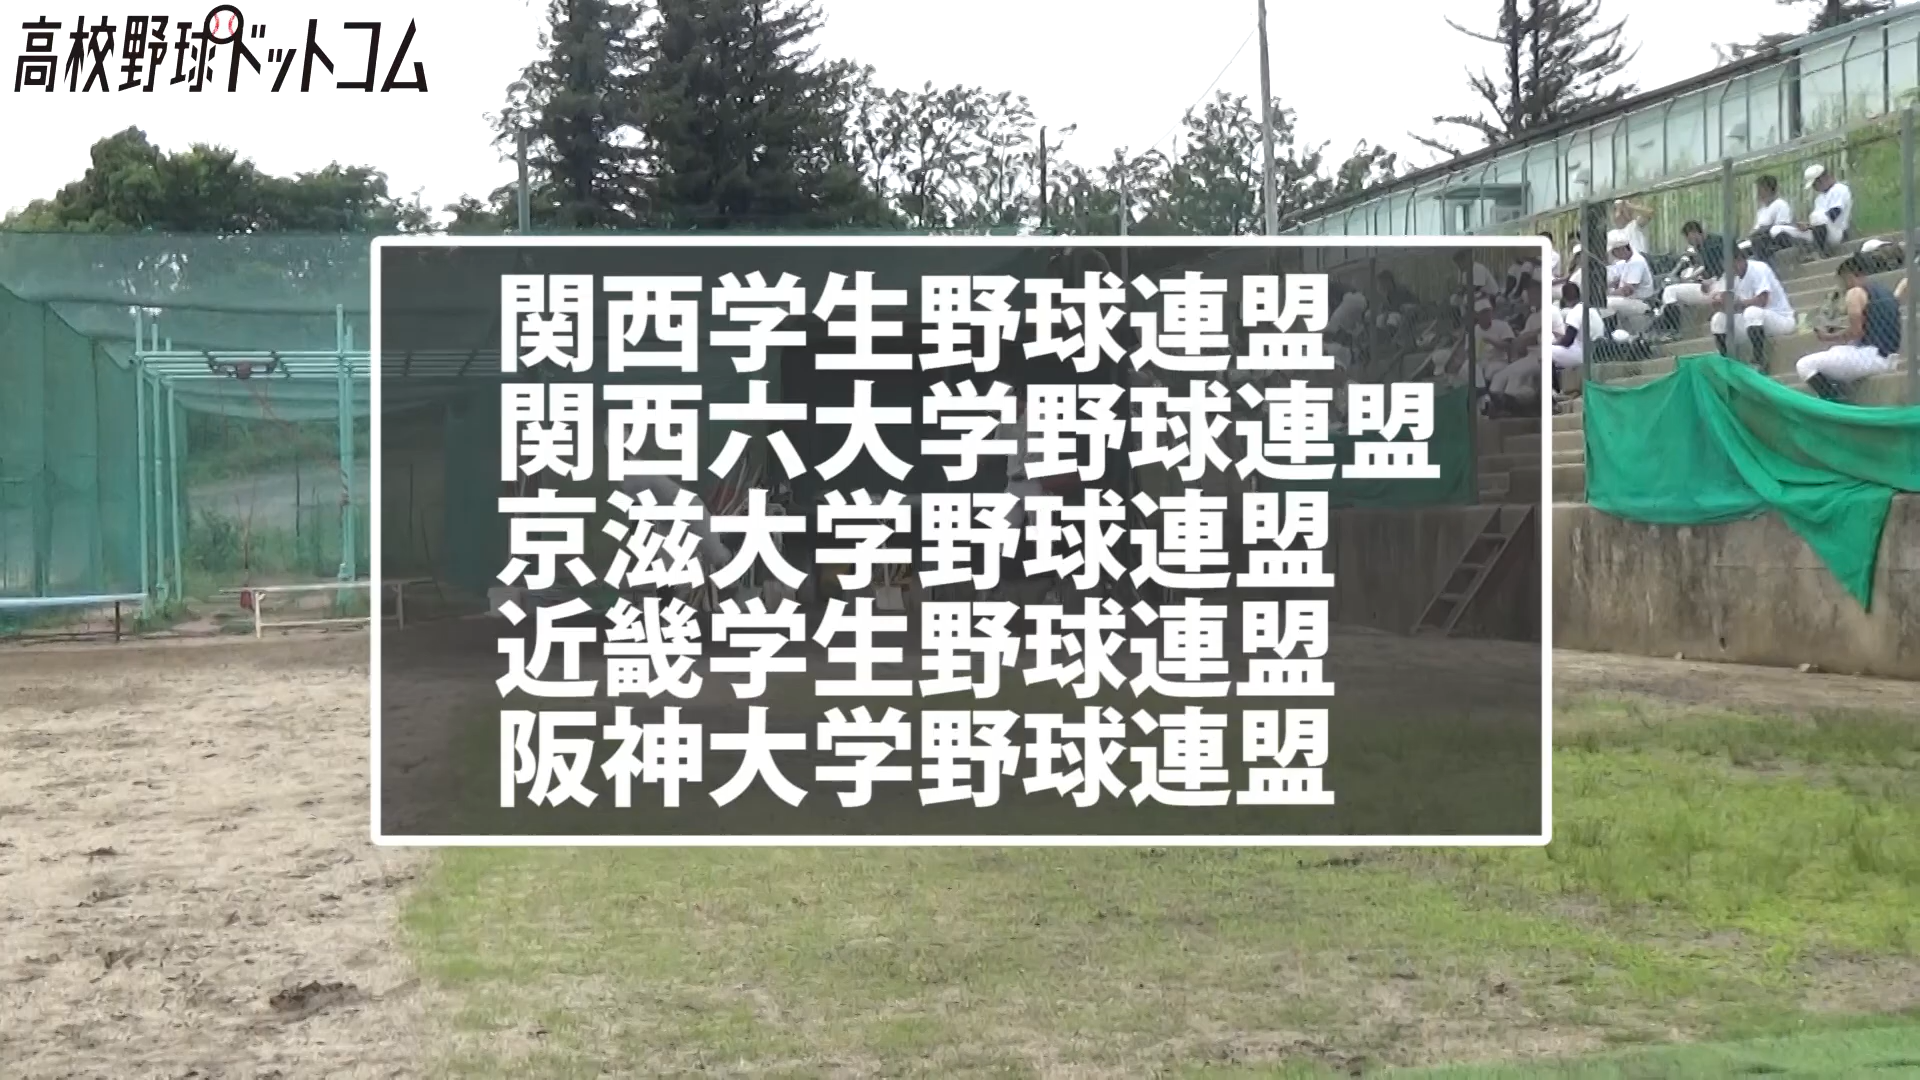 高校野球ドットコム
関西学生野球連盟
関西六大学野球連盟
京滋大学野球連盟
近畿学生野球連盟
阪神大学野球連盟